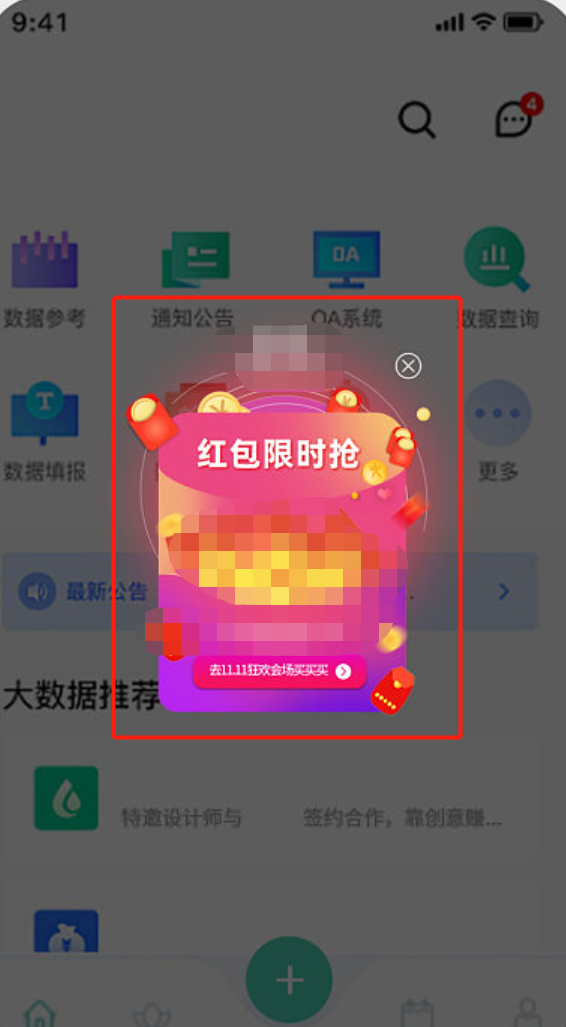 9:41
4
OA
数据参考
通知公告
OA系统
数据查询
T
数据填报
更多
红包限时抢
最新公告
去11.11狂欢会场买买买
大数据推荐
特邀设计师与 签约合作，靠创意赚...